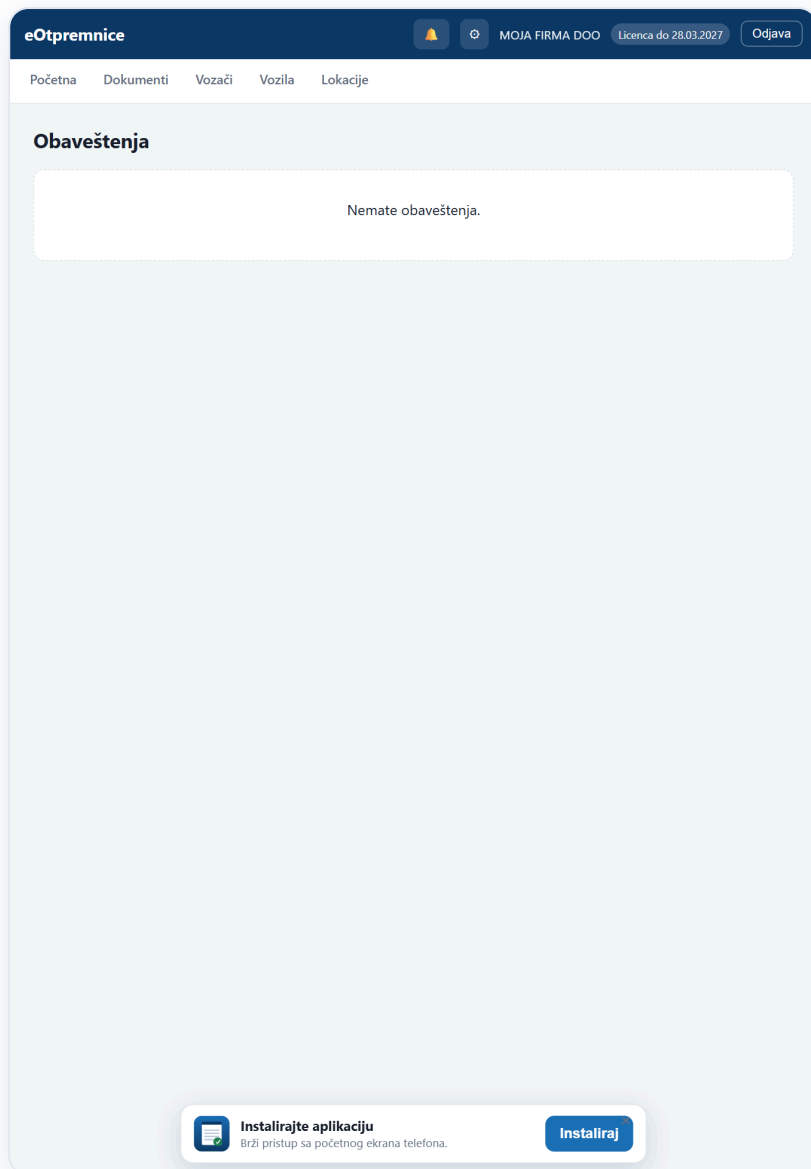 eOtpremnice
MOJA FIRMA DOO
Licenca do 28.03.2027
Odjava
Početna
Dokumenti
Vozači
Vozila
Lokacije
Obaveštenja
Nemate obaveštenja.
Instalirajte aplikaciju
Brži pristup sa početnog ekrana telefona.
Instaliraj